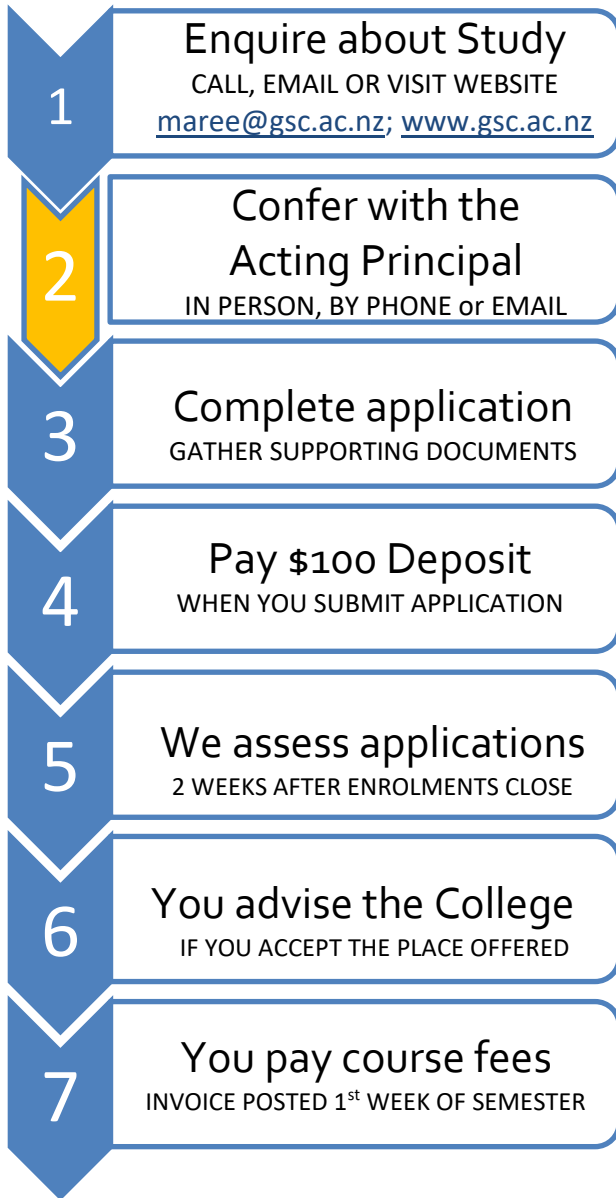 1
Enquire about Study
CALL, EMAIL OR VISIT WEBSITE
maree@gsc.ac.nz; www.gsc.ac.nz
2
Confer with the
Acting Principal
IN PERSON, BY PHONE or EMAIL
3
Complete application
GATHER SUPPORTING DOCUMENTS
4
Pay $100 Deposit
WHEN YOU SUBMIT APPLICATION
5
We assess applications
2 WEEKS AFTER ENROLMENTS CLOSE
6
You advise the College
IF YOU ACCEPT THE PLACE OFFERED
7
You pay course fees
INVOICE POSTED 1st WEEK OF SEMESTER